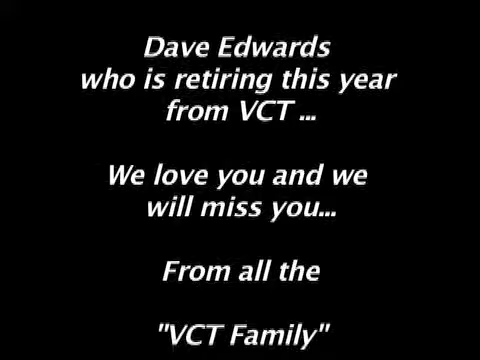 Dave Edwards
who is retiring this year
from VCT ...
We love you and we
will miss you...
From all the
"VCT Family"